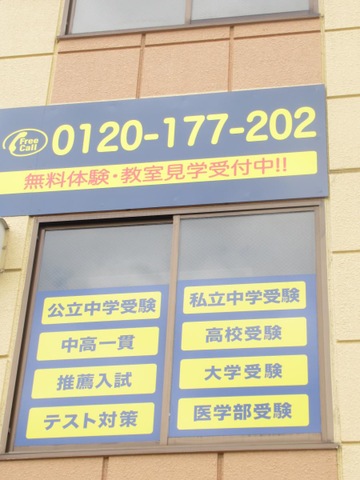 Free Call
0120-177-202
無料体験・教室見学受付中!!
公立中学受験
中高一貫
推薦入試
テスト対策
私立中学受験
高校受験
大学受験
医学部受験